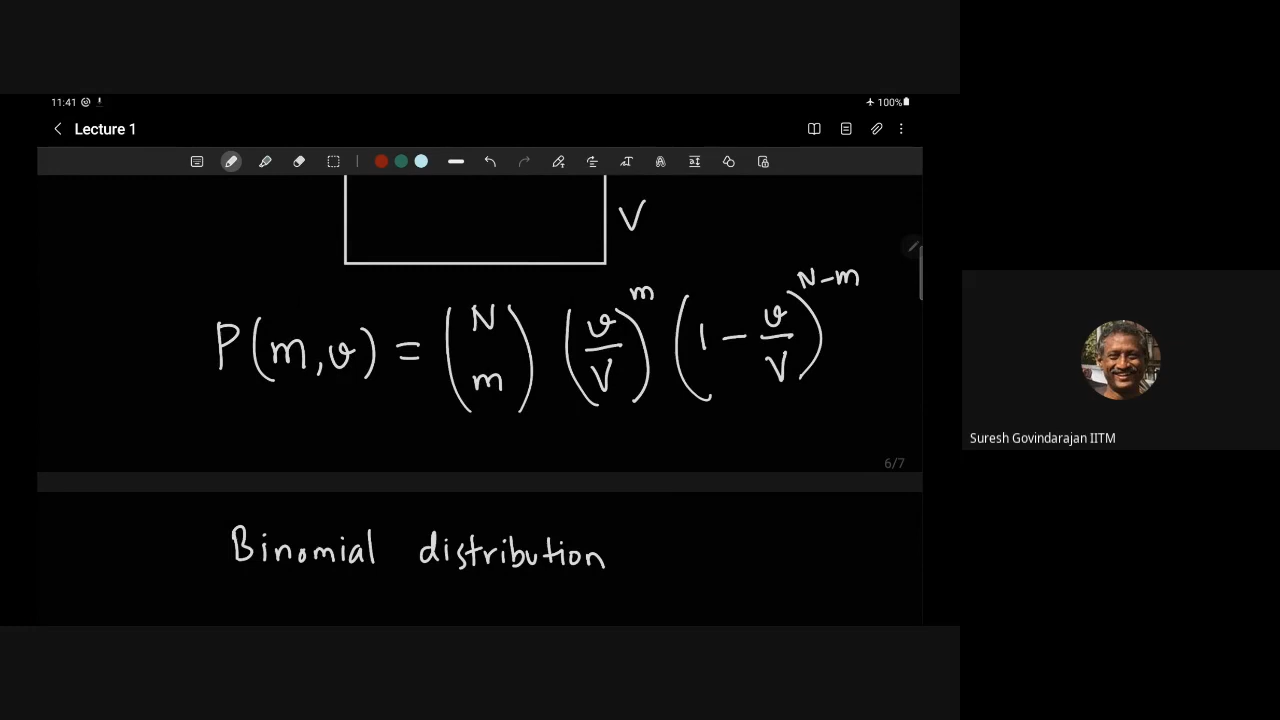 11:41
100%
Lecture 1
V
P(m,v) = (N m) (v/V)^m (1 - v/V)^{N-m}
6/7
Suresh Govindarajan IITM
Binomial distribution